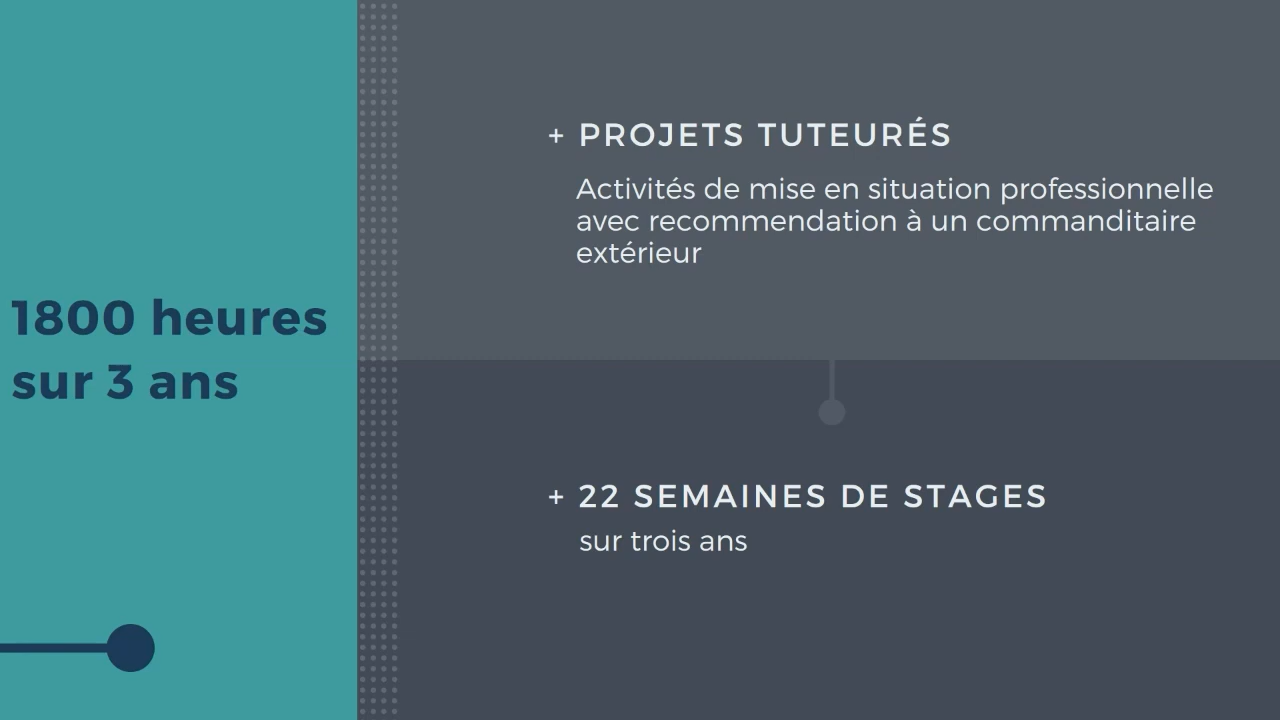 1800 heures
sur 3 ans
+ PROJETS TUTEURÉS
Activités de mise en situation professionnelle
avec recommendation à un commanditaire
extérieur
+ 22 SEMAINES DE STAGES
sur trois ans